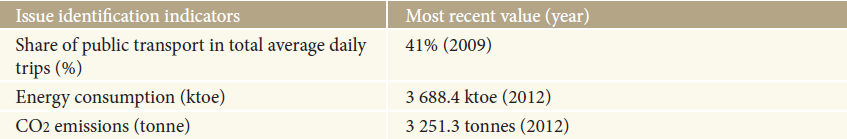 Issue identification indicators Most recent value (year)
Share of public transport in total average daily 41% (2009)
trips (%)
Energy consumption (ktoe) 3 688.4 ktoe (2012)
CO2 emissions (tonne) 3 251.3 tonnes (2012)